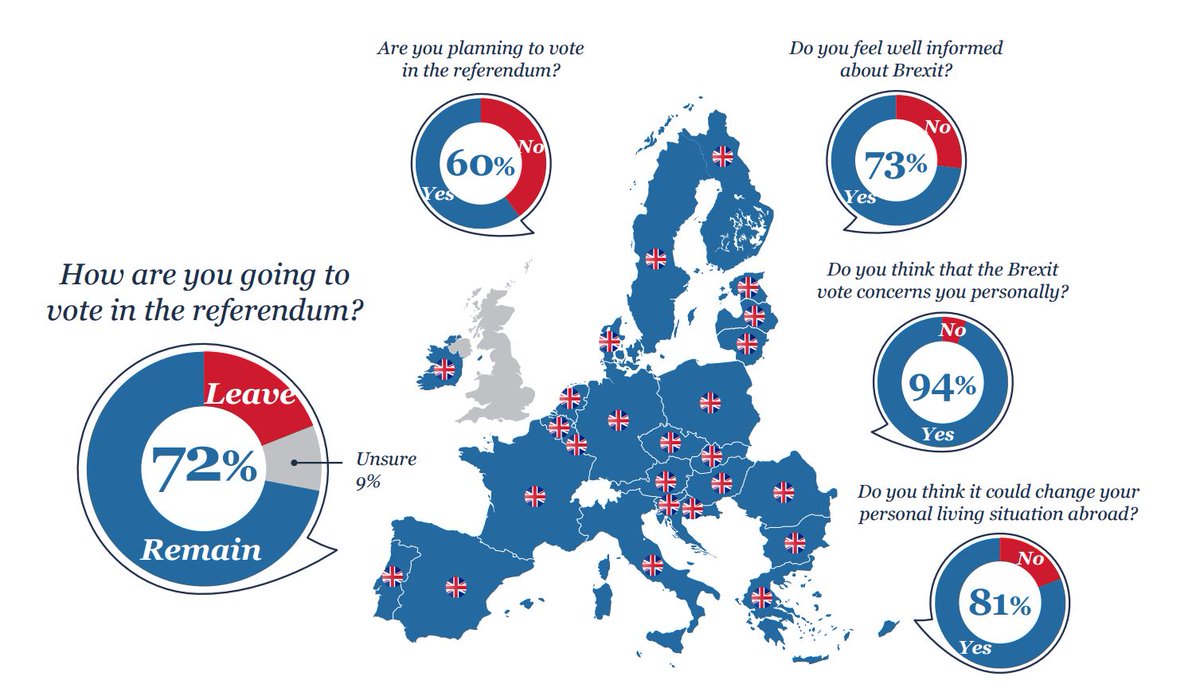 Are you planning to vote
in the referendum?
No
60%
Yes
Do you feel well informed
about Brexit?
No
73%
Yes
How are you going to
vote in the referendum?
Leave
72%
Unsure
9%
Remain
Do you think that the Brexit
vote concerns you personally?
No
94%
Yes
Do you think it could change your
personal living situation abroad?
No
81%
Yes